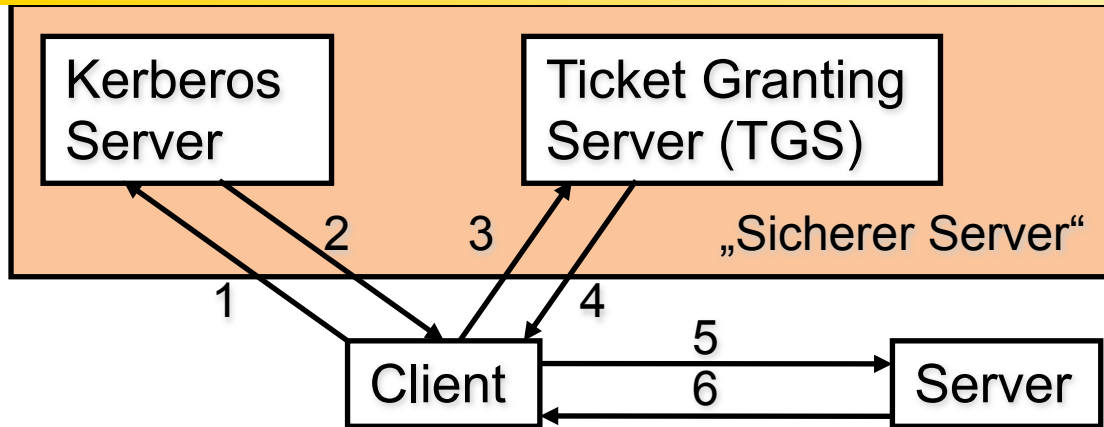 Kerberos
Server
Ticket Granting
Server (TGS)
2
3
„Sicherer Server“
1
4
5
Client
6
Server